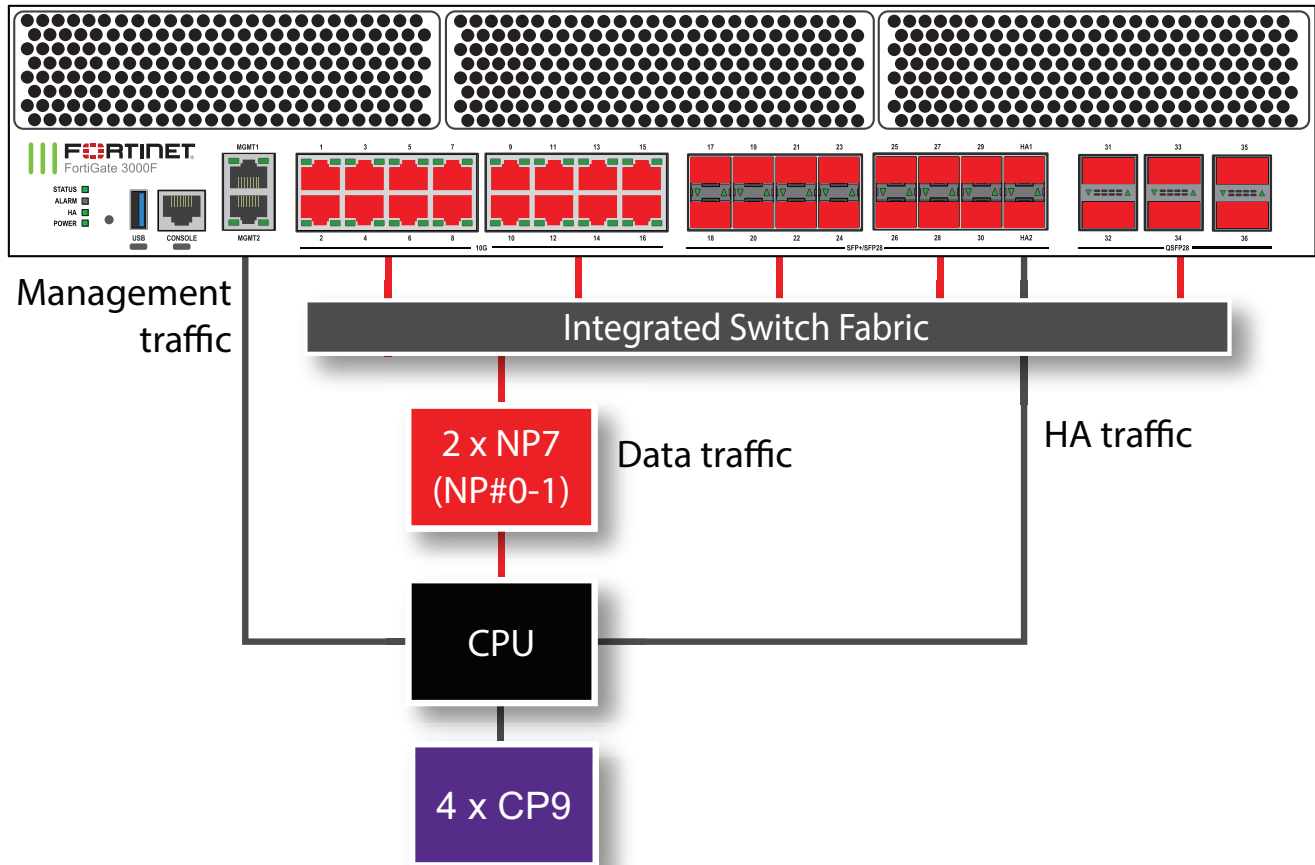 FORTINET
FortiGate 3000F
STATUS
ALARM
HA
POWER
USB
CONSOLE
MGMT1
MGMT2
1 3 5 7
2 4 6 8
9 11 13 15
10 12 14 16
10G
17 19 21 23
18 20 22 24
25 27 29 HA1
26 28 30 HA2
SFP+/SFP28
31 33 35
32 34 36
QSFP28
Management
traffic
Integrated Switch Fabric
2 x NP7
(NP#0-1)
Data traffic
HA traffic
CPU
4 x CP9